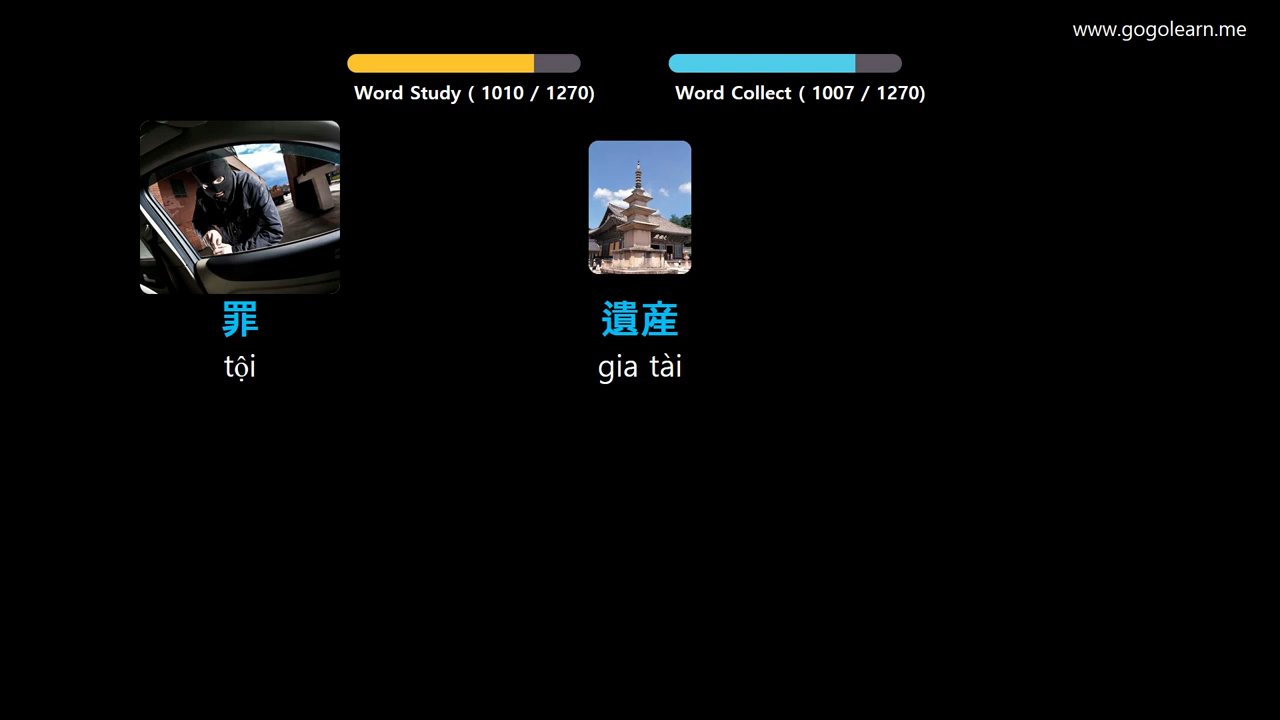 www.gogolearn.me
Word Study ( 1010 / 1270)
Word Collect ( 1007 / 1270)
罪
遺産
tội
gia tài